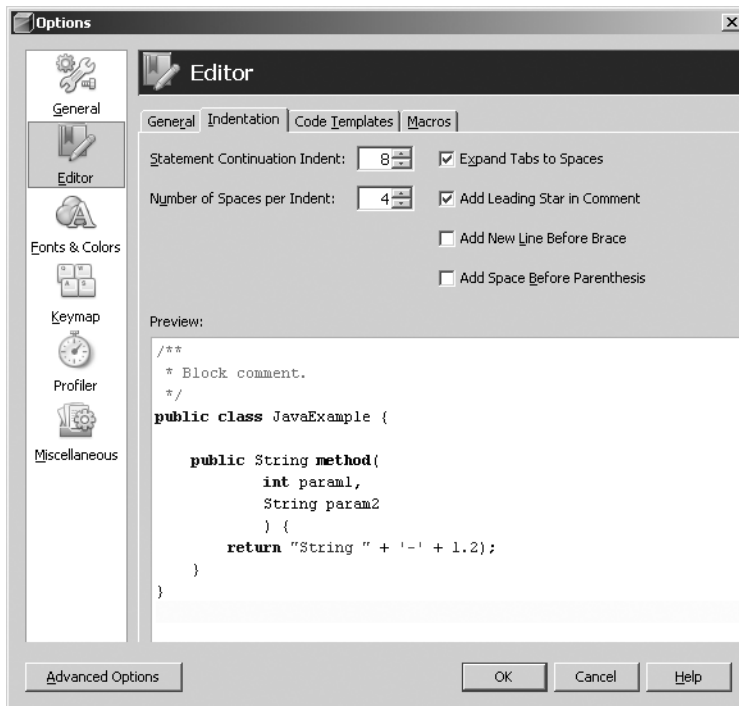 Options
General
Editor
Fonts & Colors
Keymap
Profiler
Miscellaneous
Editor
General Indentation Code Templates Macros
Statement Continuation Indent: 8 Expand Tabs to Spaces
Number of Spaces per Indent: 4 Add Leading Star in Comment
Add New Line Before Brace
Add Space Before Parenthesis
Preview:
/**
 * Block comment.
 */
public class JavaExample {
    public String method(
            int param1,
            String param2
            ) {
        return "String " + '-' + 1.2);
    }
}
Advanced Options OK Cancel Help